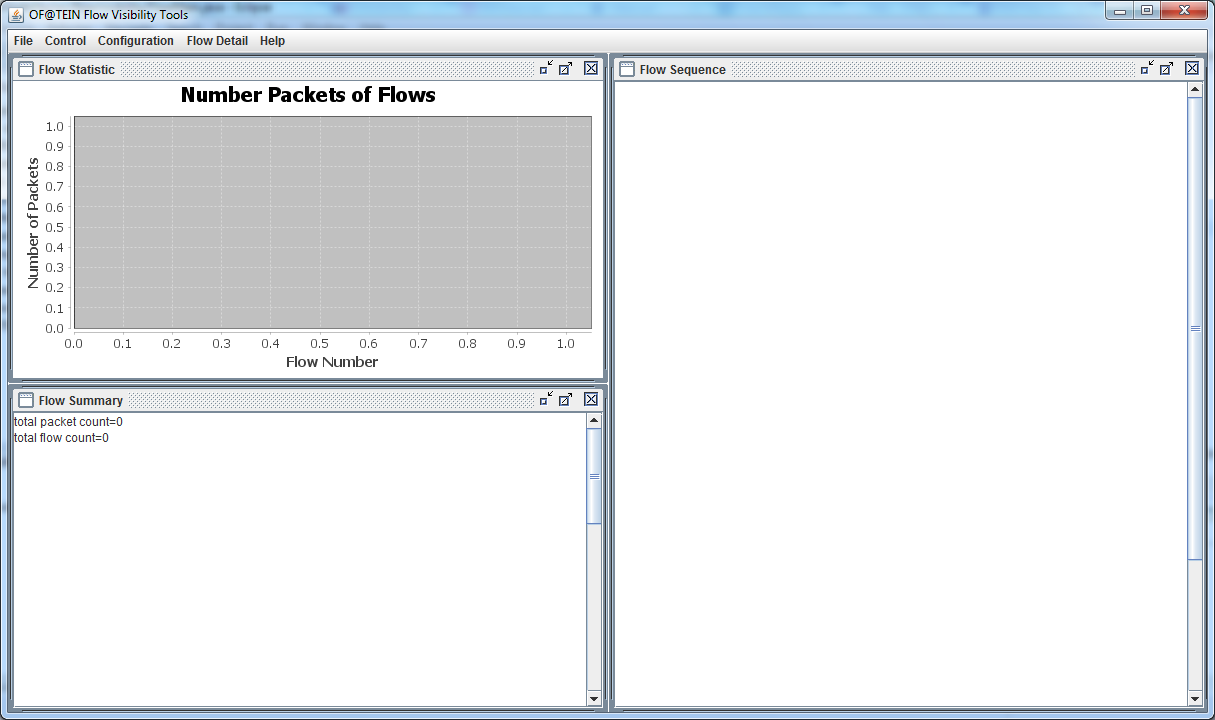 OF@TEIN Flow Visibility Tools
File Control Configuration Flow Detail Help
Flow Statistic
Number Packets of Flows
Number of Packets
1.0
0.9
0.8
0.7
0.6
0.5
0.4
0.3
0.2
0.1
0.0
0.0 0.1 0.2 0.3 0.4 0.5 0.6 0.7 0.8 0.9 1.0
Flow Number
Flow Summary
total packet count=0
total flow count=0
Flow Sequence